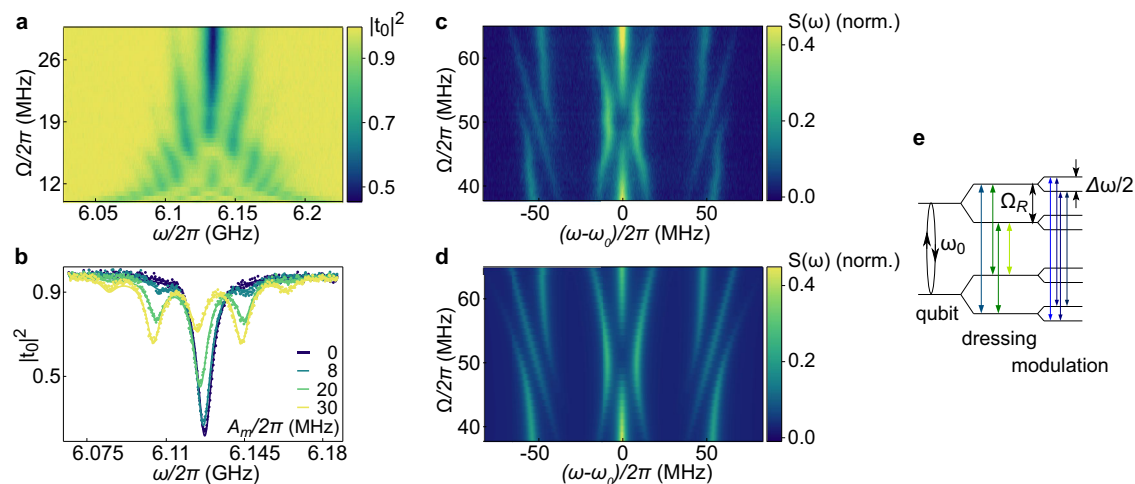 a
|t₀|²
Ω/2π (MHz)
26
19
12
6.05
6.1
6.15
6.2
ω/2π (GHz)
0.9
0.7
0.5
b
|t₀|²
0.9
0.5
0
8
20
30
Aₘ/2π (MHz)
6.075
6.11
6.145
6.18
ω/2π (GHz)
c
S(ω) (norm.)
Ω/2π (MHz)
60
50
40
-50
0
50
(ω-ω₀)/2π (MHz)
0.4
0.2
0.0
d
S(ω) (norm.)
Ω/2π (MHz)
60
50
40
-50
0
50
(ω-ω₀)/2π (MHz)
0.4
0.2
0.0
e
Δω/2
Ω_R
ω₀
qubit
dressing
modulation